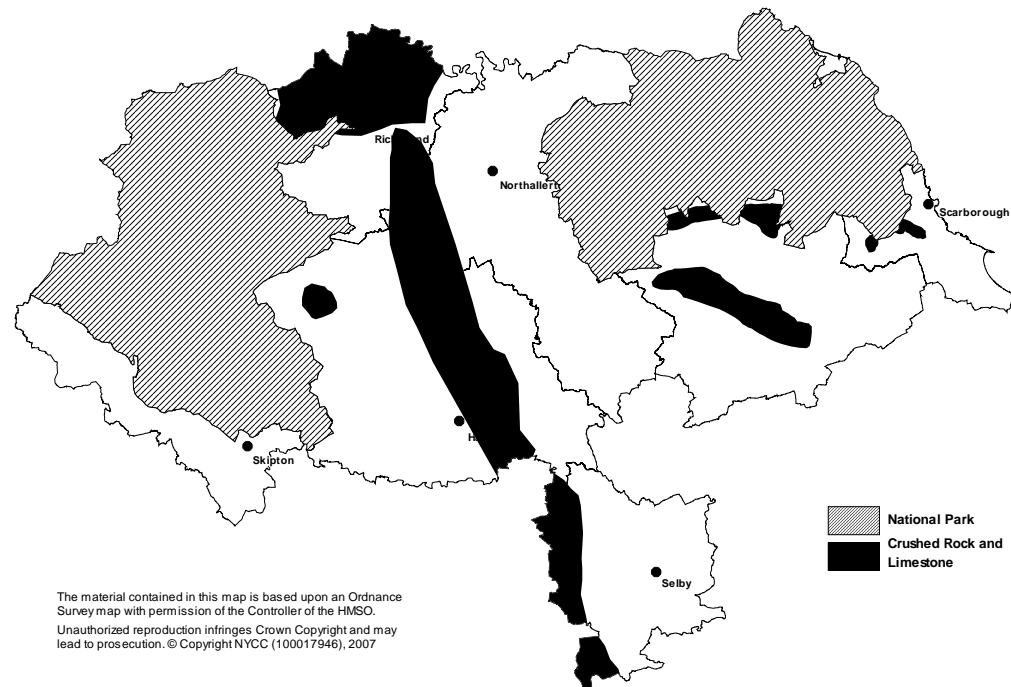 Northallert
Scarborough
Skipton
National Park
Crushed Rock and
Limestone
Selby
The material contained in this map is based upon an Ordnance
Survey map with permission of the Controller of the HMSO.
Unauthorized reproduction infringes Crown Copyright and may
lead to prosecution. © Copyright NYCC (100017946), 2007